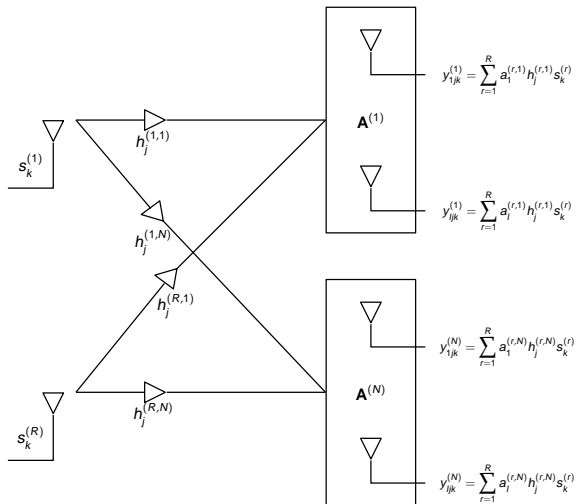 y_{1jk}^{(1)} = \sum_{r=1}^{R} a_1^{(r,1)} h_j^{(r,1)} s_k^{(r)}
s_k^{(1)}
h_j^{(1,1)}
A^{(1)}
y_{Ijk}^{(1)} = \sum_{r=1}^{R} a_I^{(r,1)} h_j^{(r,1)} s_k^{(r)}
h_j^{(1,N)}
h_j^{(R,1)}
y_{1jk}^{(N)} = \sum_{r=1}^{R} a_1^{(r,N)} h_j^{(r,N)} s_k^{(r)}
s_k^{(R)}
h_j^{(R,N)}
A^{(N)}
y_{Ijk}^{(N)} = \sum_{r=1}^{R} a_I^{(r,N)} h_j^{(r,N)} s_k^{(r)}